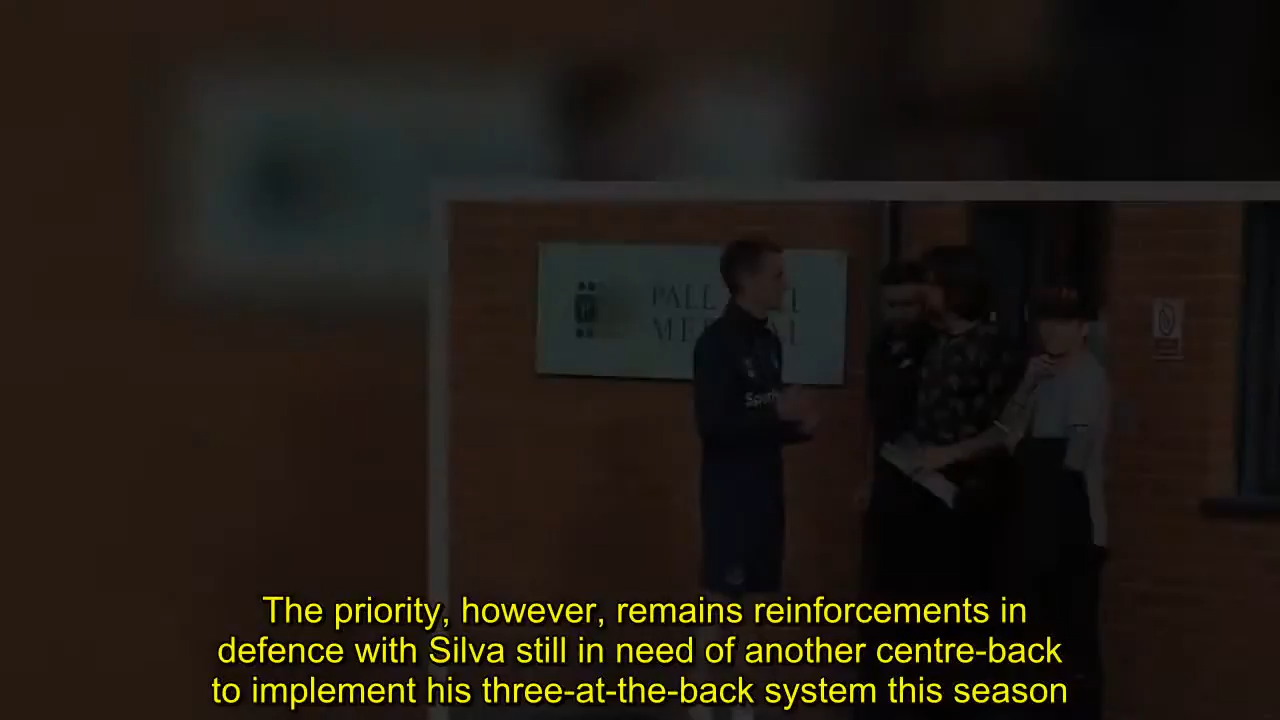 The priority, however, remains reinforcements in
defence with Silva still in need of another centre-back
to implement his three-at-the-back system this season